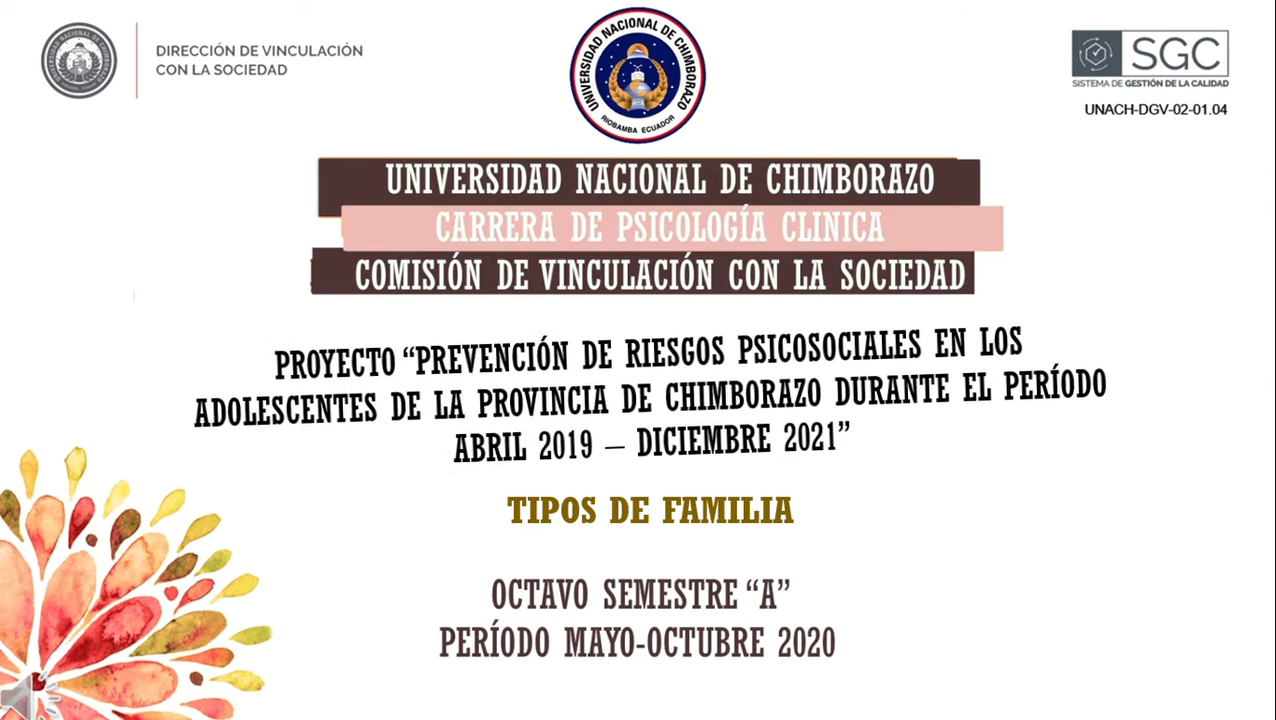 DIRECCIÓN DE VINCULACIÓN
CON LA SOCIEDAD
UNIVERSIDAD NACIONAL DE CHIMBORAZO
RIOBAMBA ECUADOR
SGC
SISTEMA DE GESTIÓN DE LA CALIDAD
UNACH-DGV-02-01.04
UNIVERSIDAD NACIONAL DE CHIMBORAZO
CARRERA DE PSICOLOGÍA CLINICA
COMISIÓN DE VINCULACIÓN CON LA SOCIEDAD
PROYECTO “PREVENCIÓN DE RIESGOS PSICOSOCIALES EN LOS
ADOLESCENTES DE LA PROVINCIA DE CHIMBORAZO DURANTE EL PERÍODO
ABRIL 2019 – DICIEMBRE 2021”
TIPOS DE FAMILIA
OCTAVO SEMESTRE “A”
PERÍODO MAYO-OCTUBRE 2020